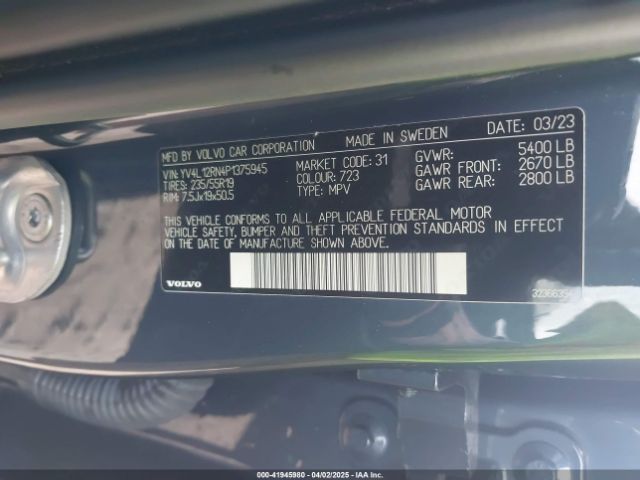 MFD BY VOLVO CAR CORPORATION MADE IN SWEDEN DATE: 03/23
VIN: YV4L12RN4P1375945 MARKET CODE: 31 GVWR: 5400 LB
TIRES: 235/55R19 COLOUR: 723 GAWR FRONT: 2670 LB
RIM: 7.5Jx19x50.5 TYPE: MPV GAWR REAR: 2800 LB
THIS VEHICLE CONFORMS TO ALL APPLICABLE FEDERAL MOTOR
VEHICLE SAFETY, BUMPER AND THEFT PREVENTION STANDARDS IN EFFECT
ON THE DATE OF MANUFACTURE SHOWN ABOVE.
VOLVO
00-41945980 - 04/02/2025 - IAA Inc.